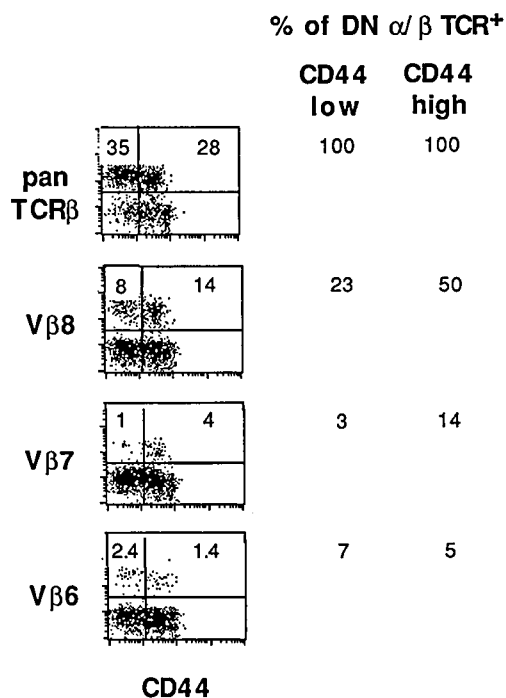 % of DN α/β TCR+
CD44 low CD44 high
pan TCRβ 35 28 100 100
Vβ8 8 14 23 50
Vβ7 1 4 3 14
Vβ6 2.4 1.4 7 5
CD44